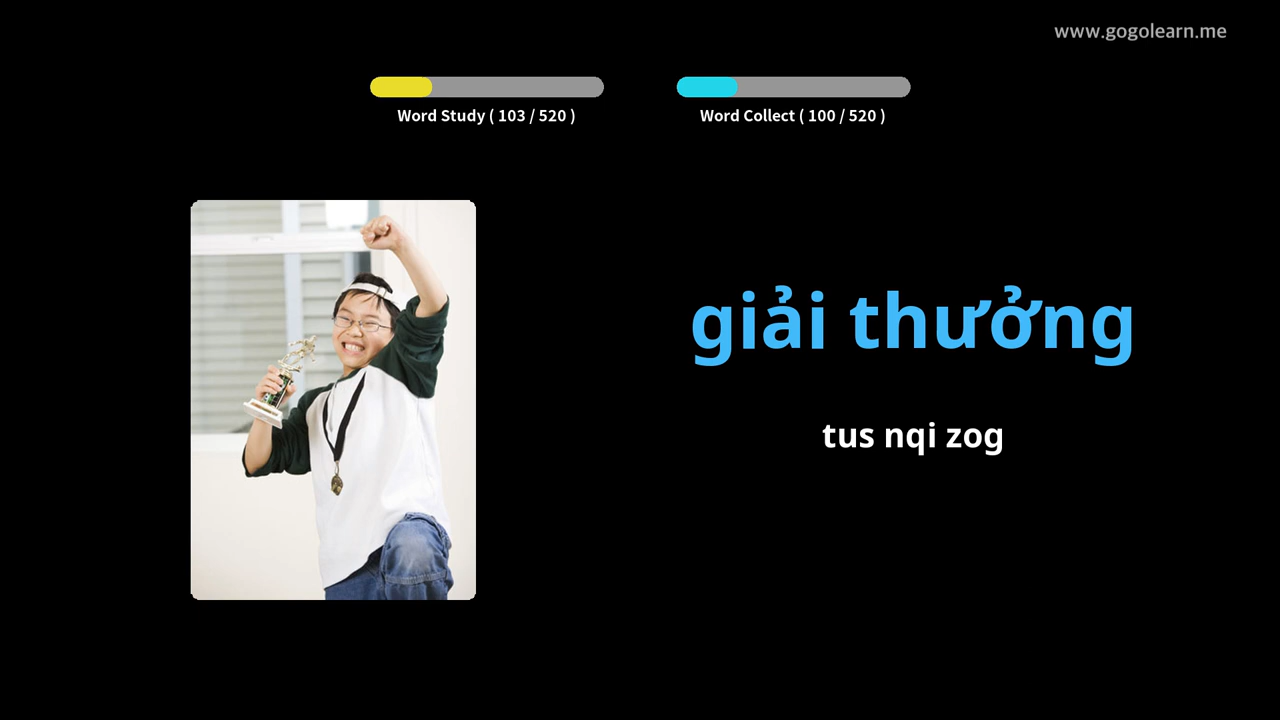 www.gogolearn.me
Word Study ( 103 / 520 )
Word Collect ( 100 / 520 )
giải thưởng
tus nqi zog